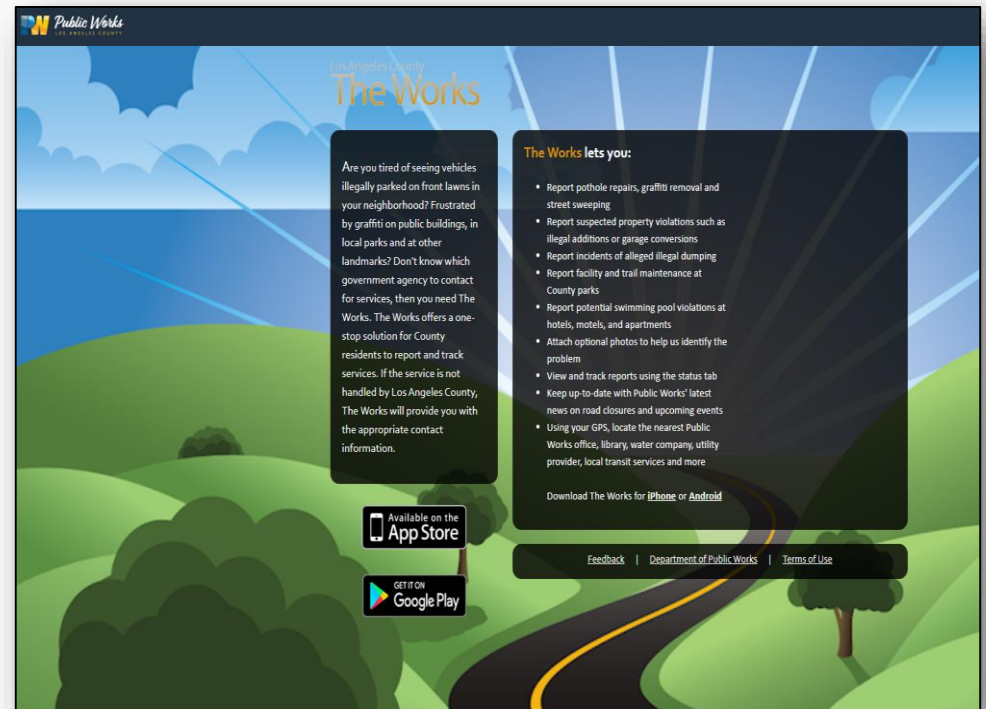 PW Public Works
LOS ANGELES COUNTY
Los Angeles County
The Works
Are you tired of seeing vehicles
illegally parked on front lawns in
your neighborhood? Frustrated
by graffiti on public buildings, in
local parks and at other
landmarks? Don't know which
government agency to contact
for services, then you need The
Works. The Works offers a one-
stop solution for County
residents to report and track
services. If the service is not
handled by Los Angeles County,
The Works will provide you with
the appropriate contact
information.
Available on the
App Store
GET IT ON
Google Play
The Works lets you:
• Report pothole repairs, graffiti removal and
street sweeping
• Report suspected property violations such as
illegal additions or garage conversions
• Report incidents of alleged illegal dumping
• Report facility and trail maintenance at
County parks
• Report potential swimming pool violations at
hotels, motels, and apartments
• Attach optional photos to help us identify the
problem
• View and track reports using the status tab
• Keep up-to-date with Public Works' latest
news on road closures and upcoming events
• Using your GPS, locate the nearest Public
Works office, library, water company, utility
provider, local transit services and more
Download The Works for iPhone or Android
Feedback | Department of Public Works | Terms of Use